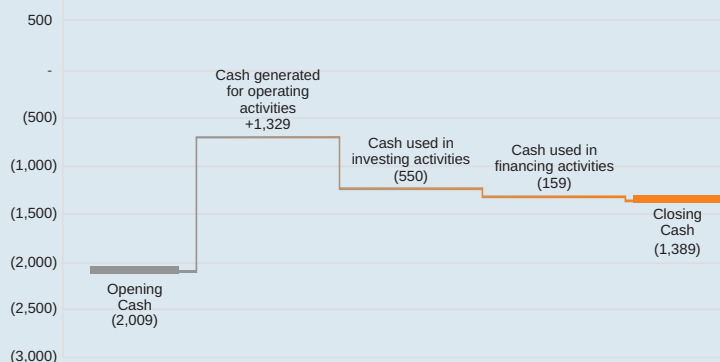 500
-
(500)
(1,000)
(1,500)
(2,000)
(2,500)
(3,000)
Opening
Cash
(2,009)
Cash generated
for operating
activities
+1,329
Cash used in
investing activities
(550)
Cash used in
financing activities
(159)
Closing
Cash
(1,389)